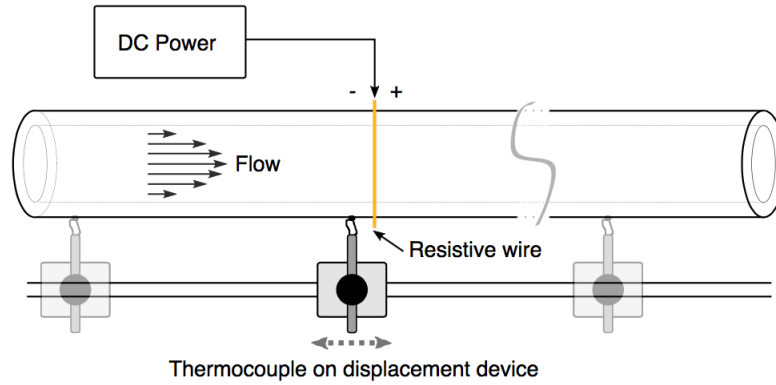 DC Power
- +
Flow
Resistive wire
Thermocouple on displacement device